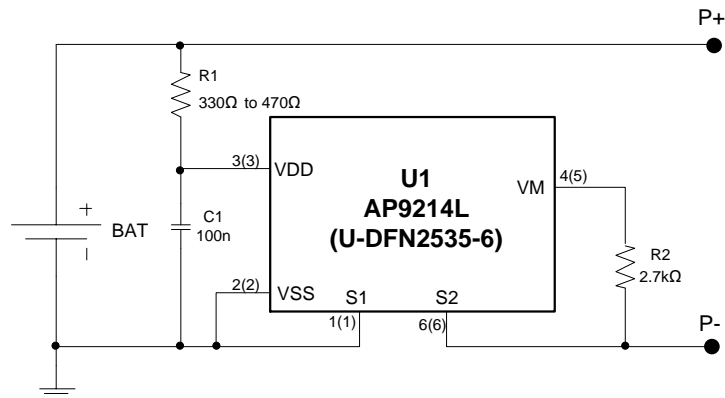 P+
R1
330Ω to 470Ω
3(3)
VDD
U1
AP9214L
(U-DFN2535-6)
VM
4(5)
+
BAT
–
C1
100n
R2
2.7kΩ
2(2)
VSS
S1
S2
1(1)
6(6)
P-